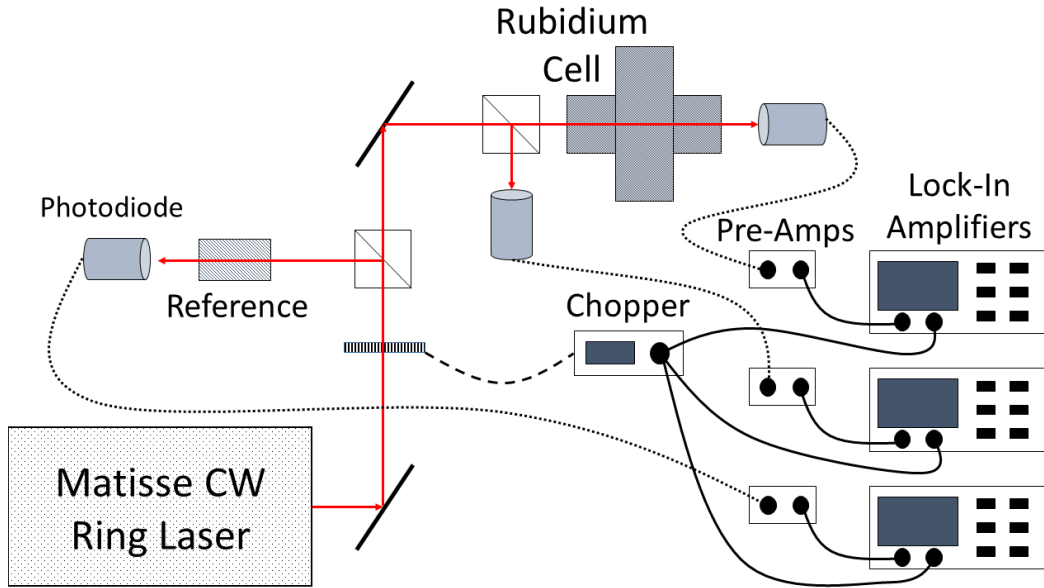 Rubidium
Cell
Photodiode
Reference
Chopper
Pre-Amps
Lock-In
Amplifiers
Matisse CW
Ring Laser